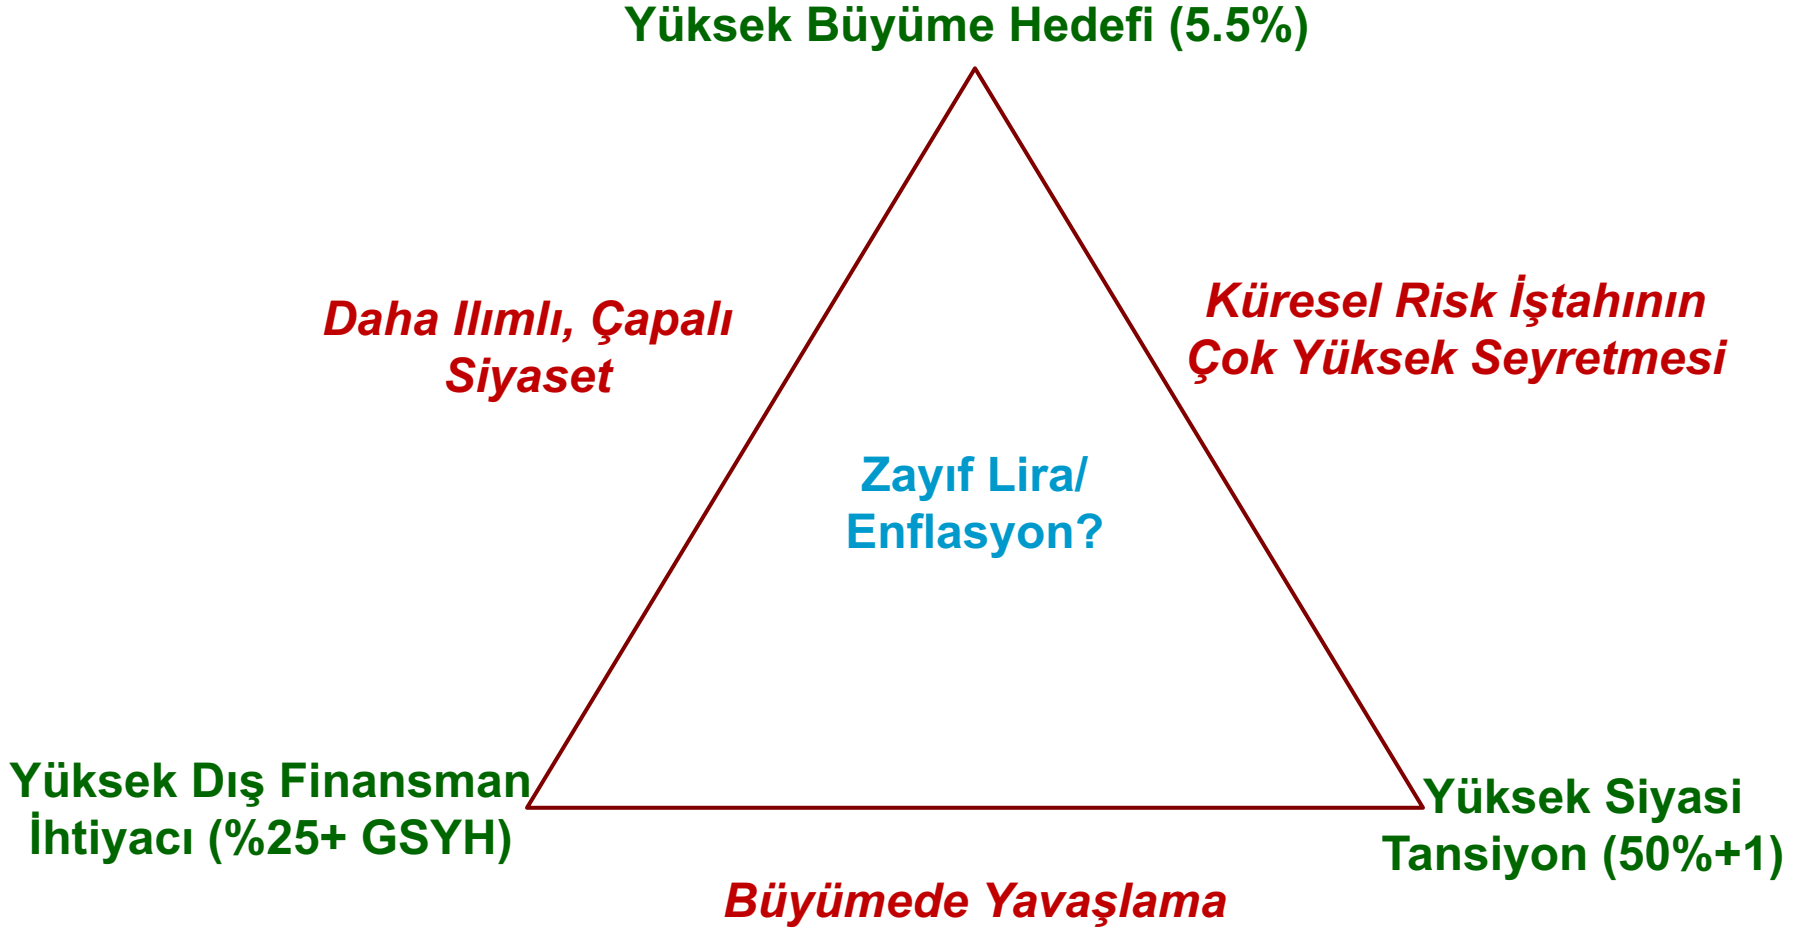 Yüksek Büyüme Hedefi (5.5%)
Daha Ilımlı, Çapalı
Siyaset
Küresel Risk İştahının
Çok Yüksek Seyretmesi
Zayıf Lira/
Enflasyon?
Yüksek Dış Finansman
İhtiyacı (%25+ GSYH)
Yüksek Siyasi
Tansiyon (50%+1)
Büyümede Yavaşlama